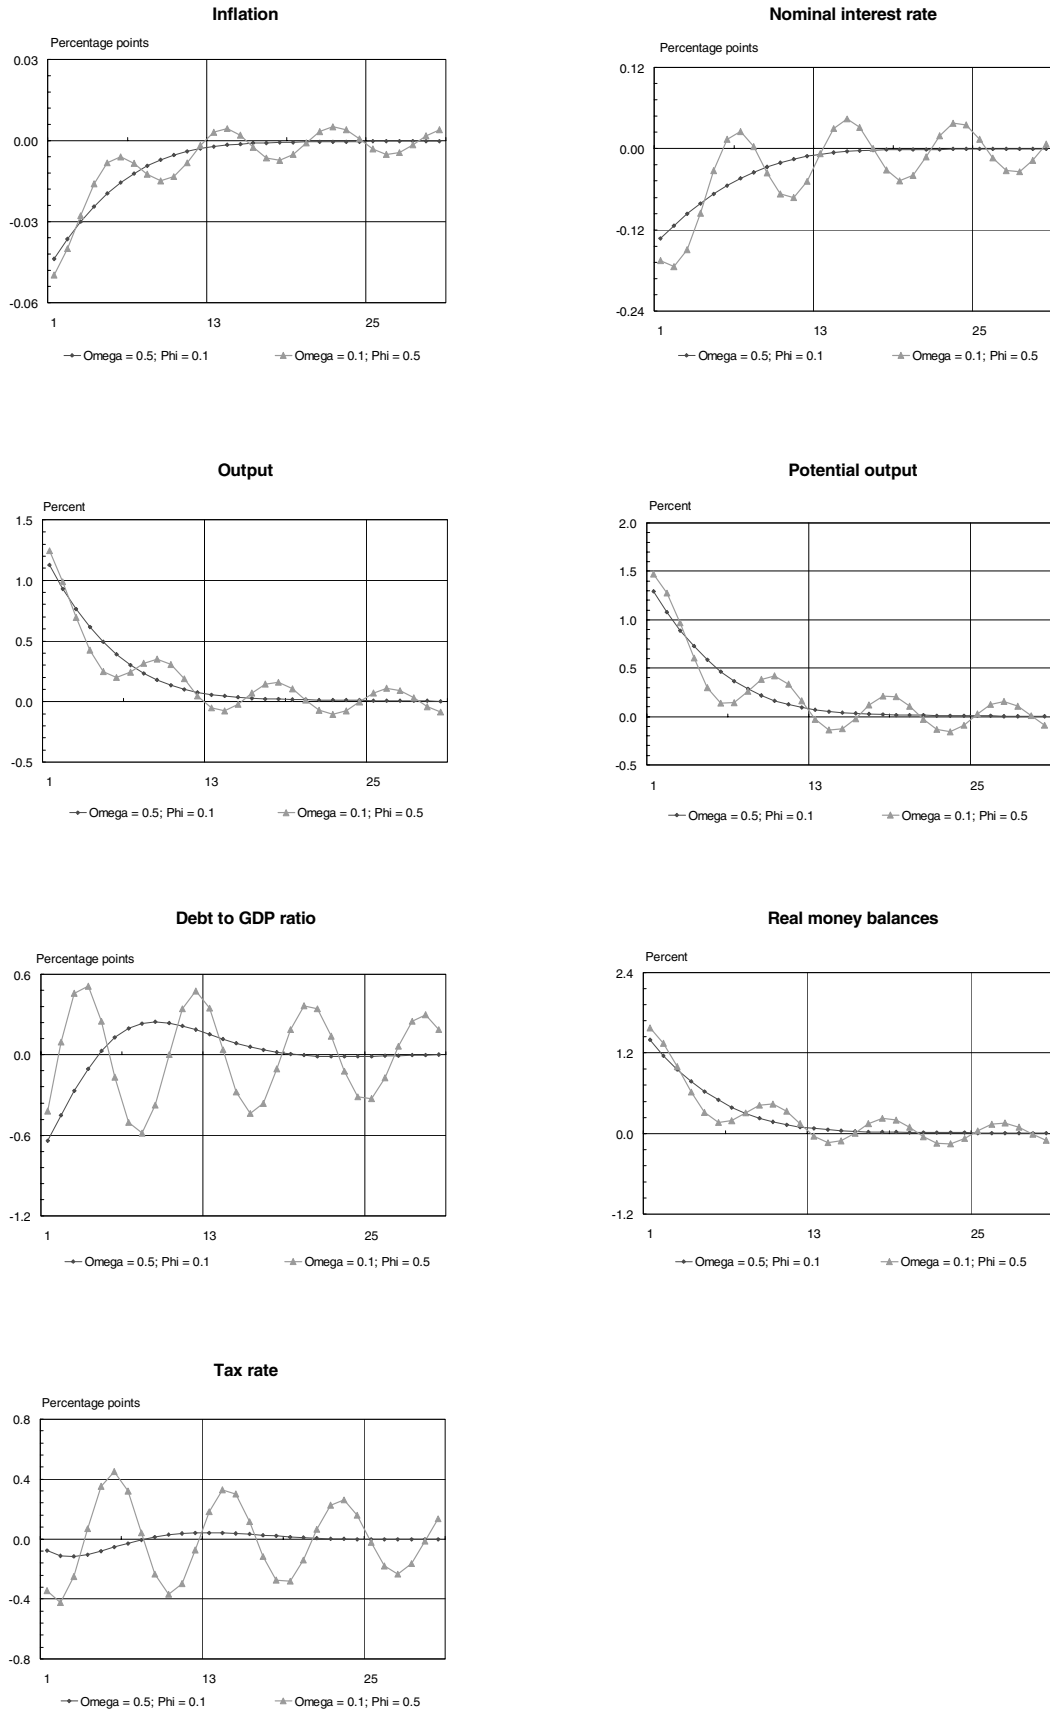 Inflation
Percentage points
0.03
0.00
-0.03
-0.06
1 13 25
Omega = 0.5; Phi = 0.1 Omega = 0.1; Phi = 0.5
Nominal interest rate
Percentage points
0.12
0.00
-0.12
-0.24
1 13 25
Omega = 0.5; Phi = 0.1 Omega = 0.1; Phi = 0.5
Output
Percent
1.5
1.0
0.5
0.0
-0.5
1 13 25
Omega = 0.5; Phi = 0.1 Omega = 0.1; Phi = 0.5
Potential output
Percent
2.0
1.5
1.0
0.5
0.0
-0.5
1 13 25
Omega = 0.5; Phi = 0.1 Omega = 0.1; Phi = 0.5
Debt to GDP ratio
Percentage points
0.6
0.0
-0.6
-1.2
1 13 25
Omega = 0.5; Phi = 0.1 Omega = 0.1; Phi = 0.5
Real money balances
Percent
2.4
1.2
0.0
-1.2
1 13 25
Omega = 0.5; Phi = 0.1 Omega = 0.1; Phi = 0.5
Tax rate
Percentage points
0.8
0.4
0.0
-0.4
-0.8
1 13 25
Omega = 0.5; Phi = 0.1 Omega = 0.1; Phi = 0.5